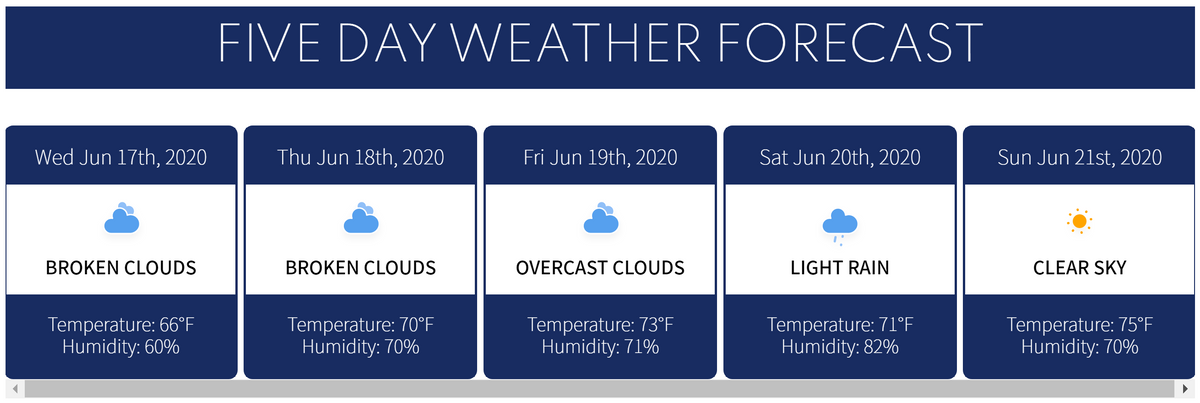 FIVE DAY WEATHER FORECAST
Wed Jun 17th, 2020
BROKEN CLOUDS
Temperature: 66°F
Humidity: 60%
Thu Jun 18th, 2020
BROKEN CLOUDS
Temperature: 70°F
Humidity: 70%
Fri Jun 19th, 2020
OVERCAST CLOUDS
Temperature: 73°F
Humidity: 71%
Sat Jun 20th, 2020
LIGHT RAIN
Temperature: 71°F
Humidity: 82%
Sun Jun 21st, 2020
CLEAR SKY
Temperature: 75°F
Humidity: 70%